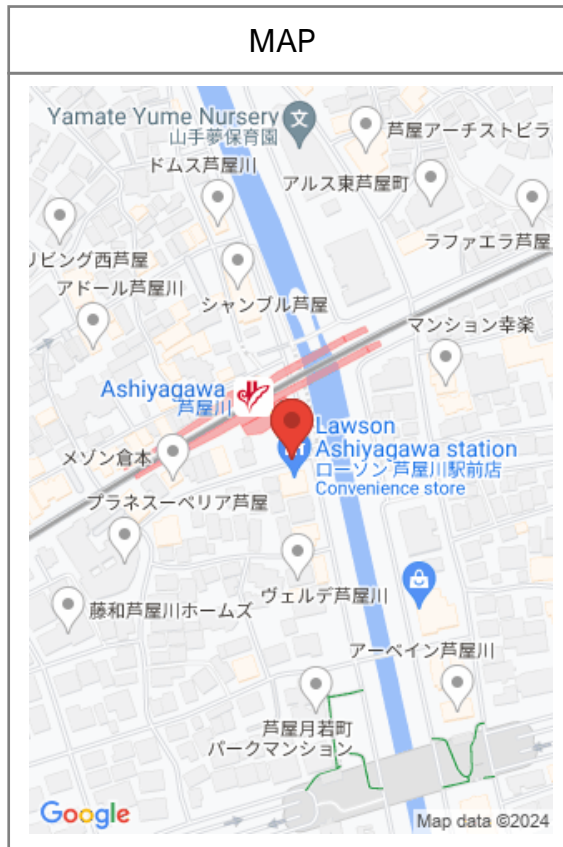 MAP
Yamate Yume Nursery
山手夢保育園
芦屋アーチストビラ
ドムス芦屋川
アルス東芦屋町
リビング西芦屋
ラファエラ芦屋
アドール芦屋川
シャンブル芦屋
マンション幸楽
Ashiyagawa
芦屋川
Lawson
Ashiyagawa station
ローソン 芦屋川駅前店
Convenience store
メゾン倉本
プラネスーペリア芦屋
ヴェルデ芦屋川
藤和芦屋川ホームズ
アーベイン芦屋川
芦屋月若町
パークマンション
Google
Map data ©2024